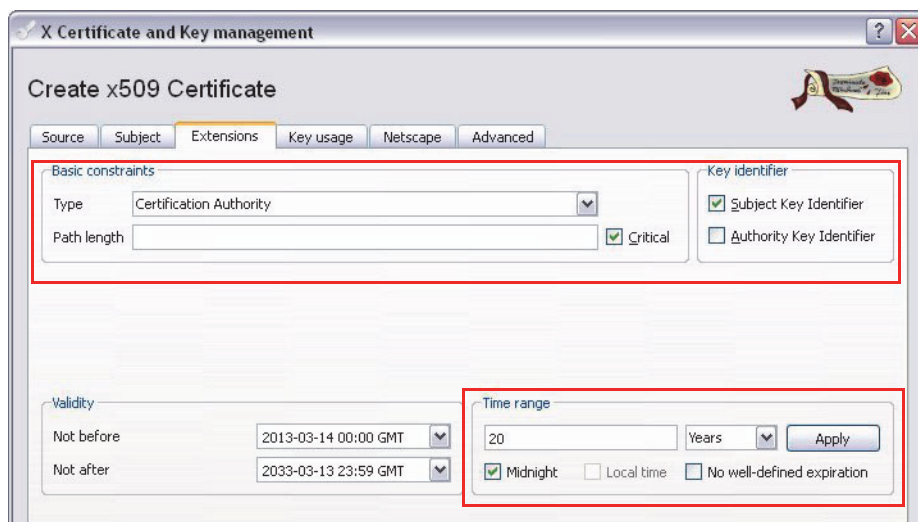 X Certificate and Key management
Create x509 Certificate
Source Subject Extensions Key usage Netscape Advanced
Basic constraints
Type Certification Authority
Path length Critical
Key identifier
Subject Key Identifier
Authority Key Identifier
Validity
Not before 2013-03-14 00:00 GMT
Not after 2033-03-13 23:59 GMT
Time range
20 Years Apply
Midnight Local time No well-defined expiration